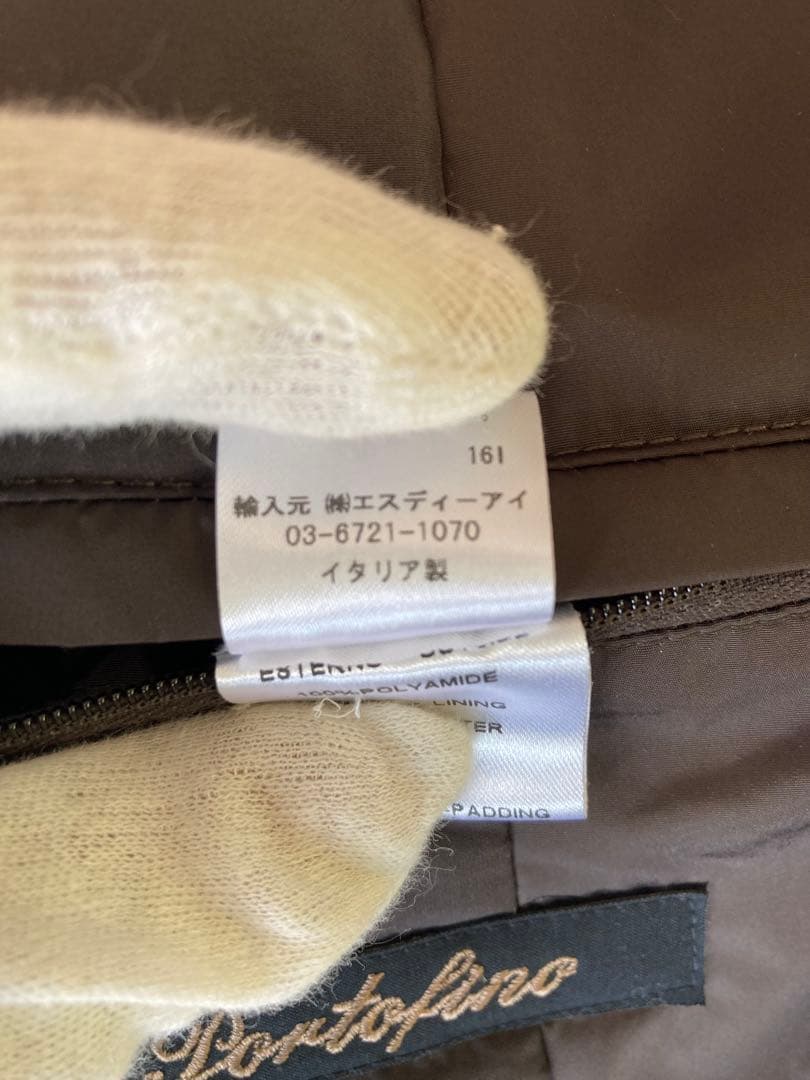 16I
輸入元 ㈱エスディーアイ
03-6721-1070
イタリア製
100% POLYAMIDE
LINING
PADDING
Portofino